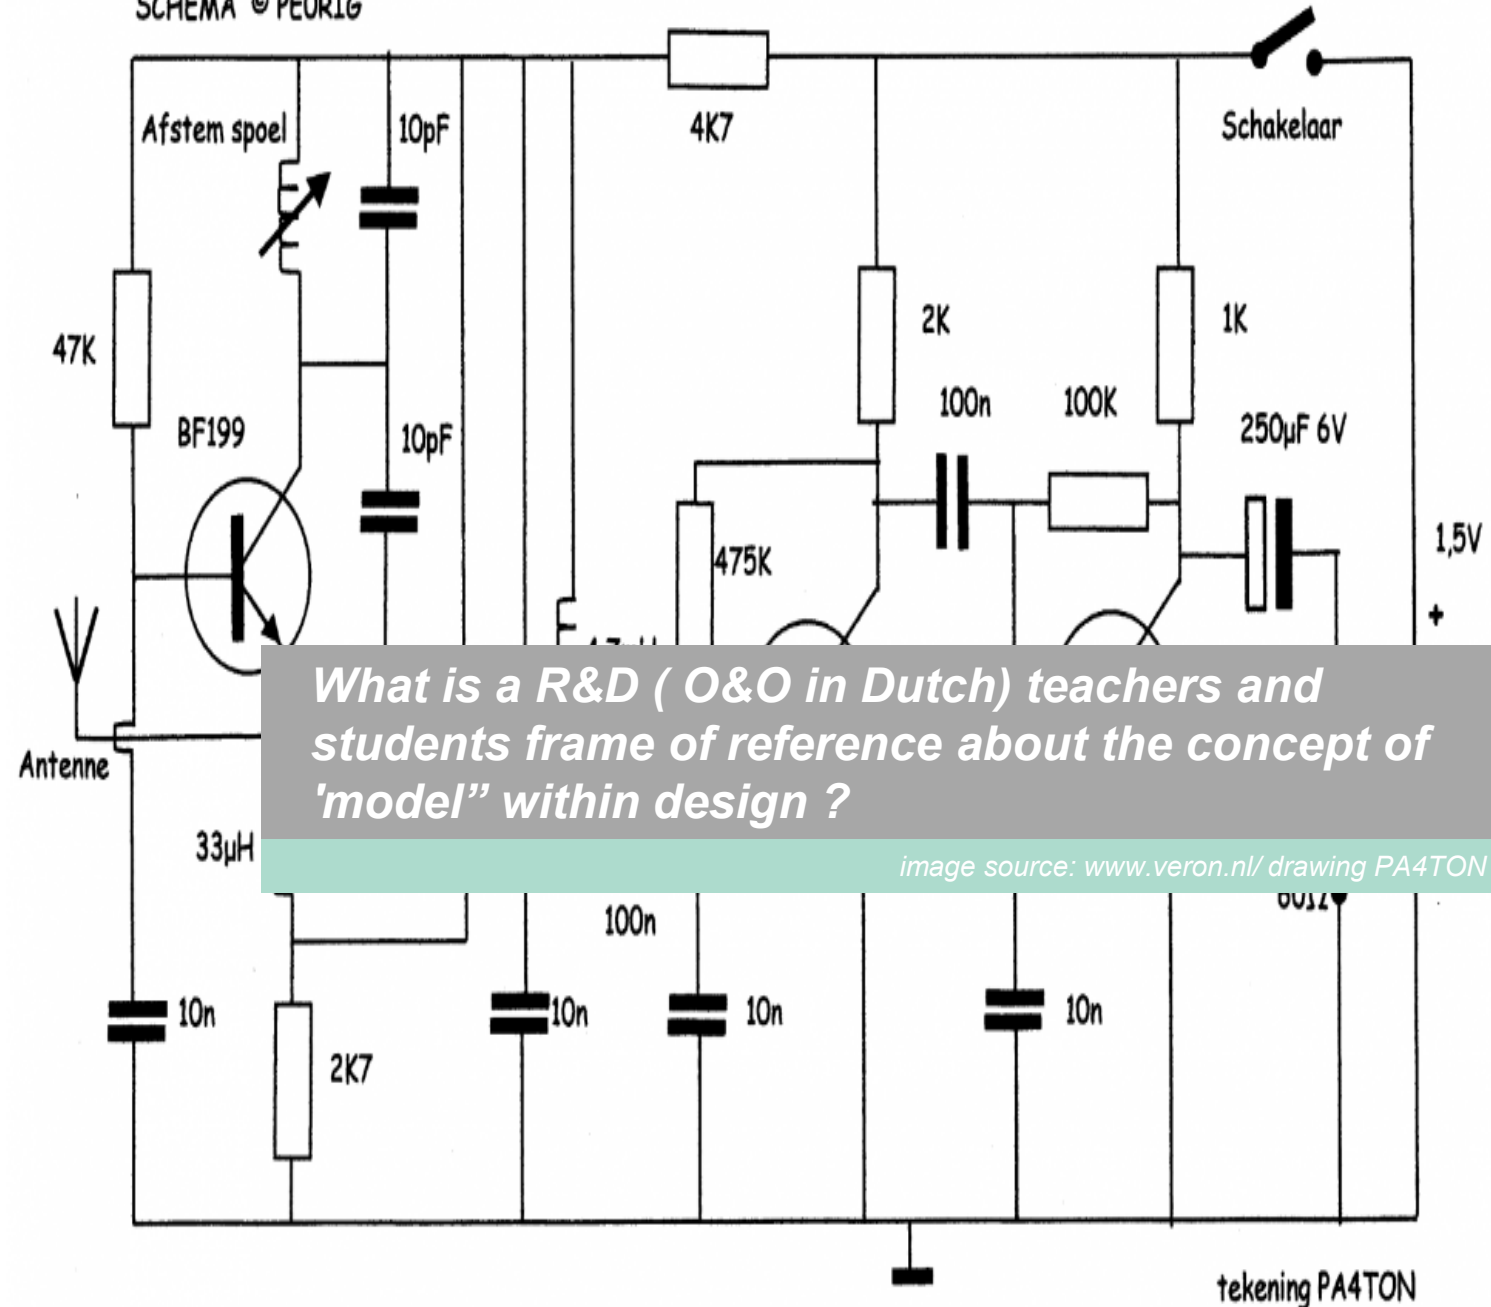 SCHEMA © PE0RIG
Afstem spoel
10pF
4K7
Schakelaar
47K
2K
1K
BF199
10pF
100n
100K
250µF 6V
475K
1,5V
+
What is a R&D ( O&O in Dutch) teachers and
students frame of reference about the concept of
'model” within design ?
Antenne
33µH
image source: www.veron.nl/ drawing PA4TON
100n
10n
10n
10n
10n
2K7
tekening PA4TON